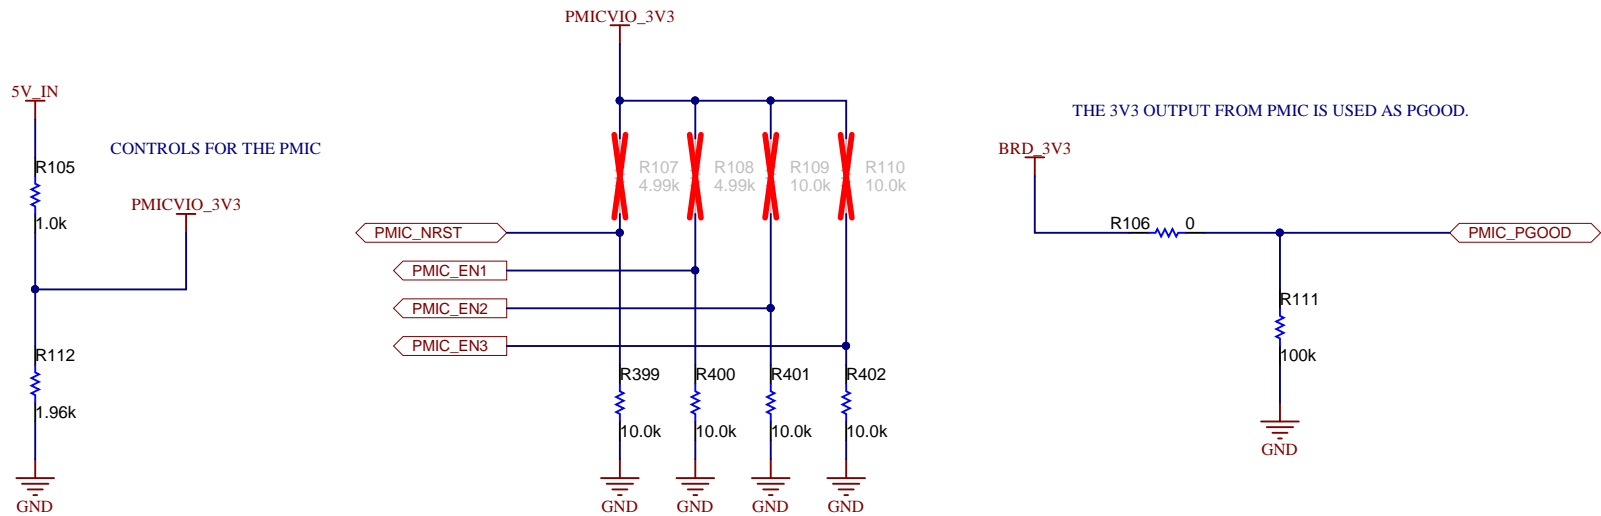 5V_IN
R105
1.0k
CONTROLS FOR THE PMIC
PMICVIO_3V3
R112
1.96k
GND
PMICVIO_3V3
R107
4.99k
R108
4.99k
R109
10.0k
R110
10.0k
PMIC_NRST
PMIC_EN1
PMIC_EN2
PMIC_EN3
R399
10.0k
R400
10.0k
R401
10.0k
R402
10.0k
GND
GND
GND
GND
THE 3V3 OUTPUT FROM PMIC IS USED AS PGOOD.
BRD_3V3
R106
0
PMIC_PGOOD
R111
100k
GND